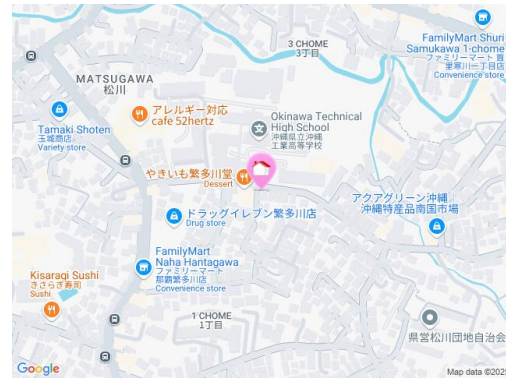 FamilyMart Shuri
Samukawa 1-chome
ファミリーマート 首
里寒川一丁目店
Convenience store
3 CHOME
3丁目
MATSUGAWA
松川
アレルギー対応
cafe 52hertz
Tamaki Shoten
玉城商店
Variety store
Okinawa Technical
High School
沖縄県立沖縄
工業高等学校
やきいも繁多川堂
Dessert
アクアグリーン沖縄
沖縄特産品南国市場
ドラッグイレブン繁多川店
Drug store
FamilyMart
Naha Hantagawa
ファミリーマート
那覇繁多川店
Convenience store
Kisaragi Sushi
きさらぎ寿司
Sushi
1 CHOME
1丁目
県営松川団地自治会
Google
Map data ©202